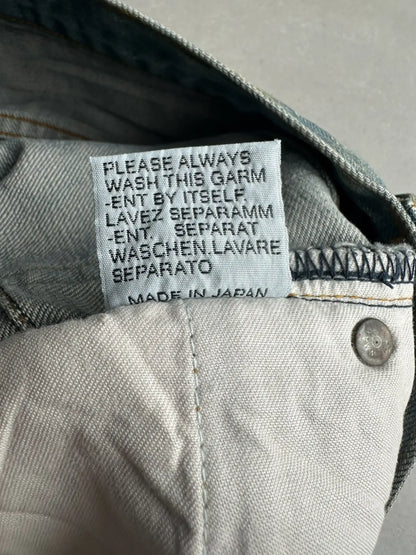 PLEASE ALWAYS
WASH THIS GARM
-ENT BY ITSELF.
LAVEZ SEPARAMM
-ENT. SEPARAT
WASCHEN.LAVARE
SEPARATO
MADE IN JAPAN